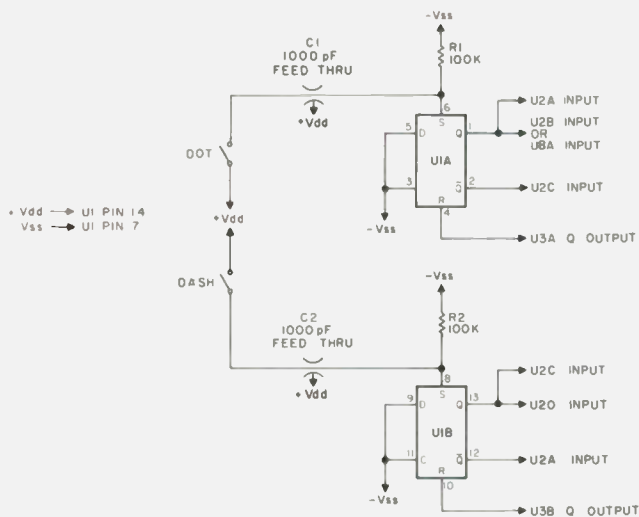 -Vss
C1
1000 pF
FEED THRU
R1
100K
+Vdd
6
S
5 D Q 1
U2A INPUT
U2B INPUT
OR
U8A INPUT
DOT
U1A
3 Q̅ 2
U2C INPUT
R
4
+Vdd → U1 PIN 14
Vss → U1 PIN 7
+Vdd
-Vss
U3A Q OUTPUT
-Vss
DASH
C2
1000 pF
FEED THRU
R2
100K
+Vdd
8
S
9 D Q 13
U2C INPUT
U2D INPUT
U1B
11 C Q̅ 12
U2A INPUT
R
10
-Vss
U3B Q OUTPUT